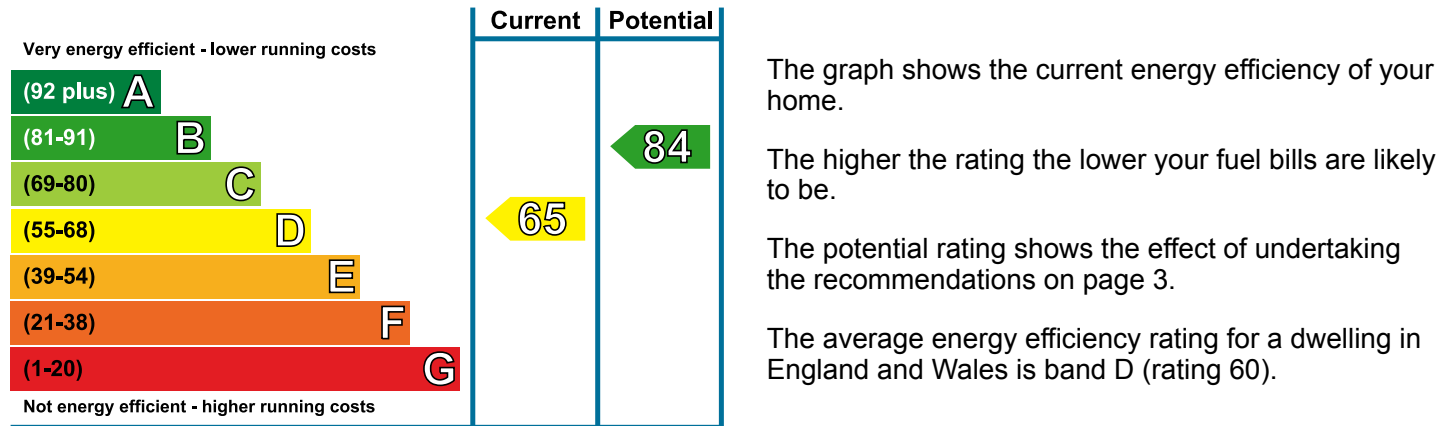 Current Potential
Very energy efficient - lower running costs
(92 plus) A
(81-91) B
84
(69-80) C
(55-68) D
65
(39-54) E
(21-38) F
(1-20) G
Not energy efficient - higher running costs
The graph shows the current energy efficiency of your
home.
The higher the rating the lower your fuel bills are likely
to be.
The potential rating shows the effect of undertaking
the recommendations on page 3.
The average energy efficiency rating for a dwelling in
England and Wales is band D (rating 60).